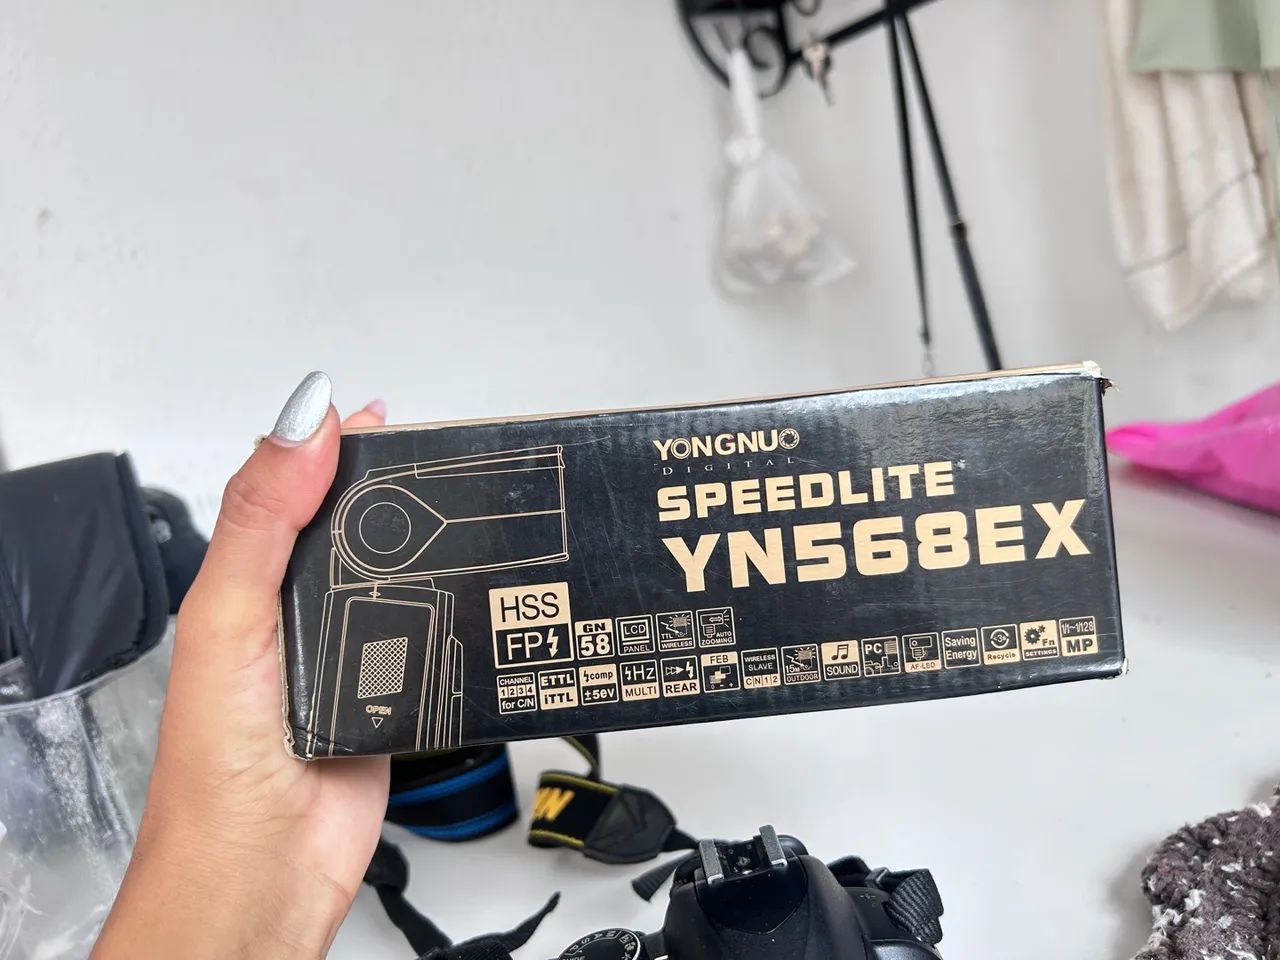 YONGNUO
DIGITAL
SPEEDLITE
YN568EX
HSS
FP
GN
58
LCD
PANEL
TTL
WIRELESS
AUTO
ZOOMING
CHANNEL
1 2 3 4
for C/N
ETTL
iTTL
comp
±5ev
Hz
MULTI
REAR
FEB
WIRELESS
SLAVE
C N 1 2
15M
OUTDOOR
SOUND
PC
AF-LED
Saving
Energy
<3s
Recycle
Fn
SETTINGS
1/1~1/128
MP
OPEN